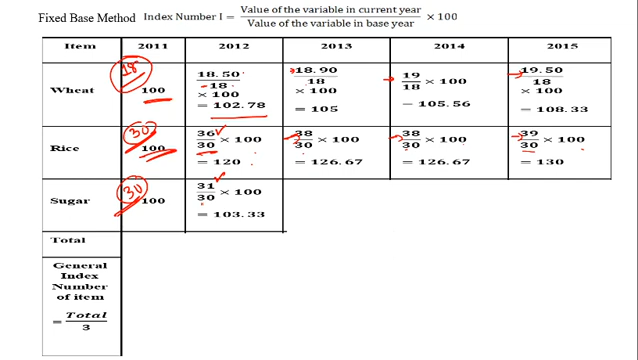 Fixed Base Method Index Number I = Value of the variable in current year / Value of the variable in base year × 100
Item 2011 2012 2013 2014 2015
Wheat
18
100
18.50 / 18 × 100 = 102.78
18.90 / 18 × 100 = 105
19 / 18 × 100 = 105.56
19.50 / 18 × 100 = 108.33
Rice
30
100
36 / 30 × 100 = 120
38 / 30 × 100 = 126.67
38 / 30 × 100 = 126.67
39 / 30 × 100 = 130
Sugar
30
100
31 / 30 × 100 = 103.33
Total
General
Index
Number
of item
= Total / 3